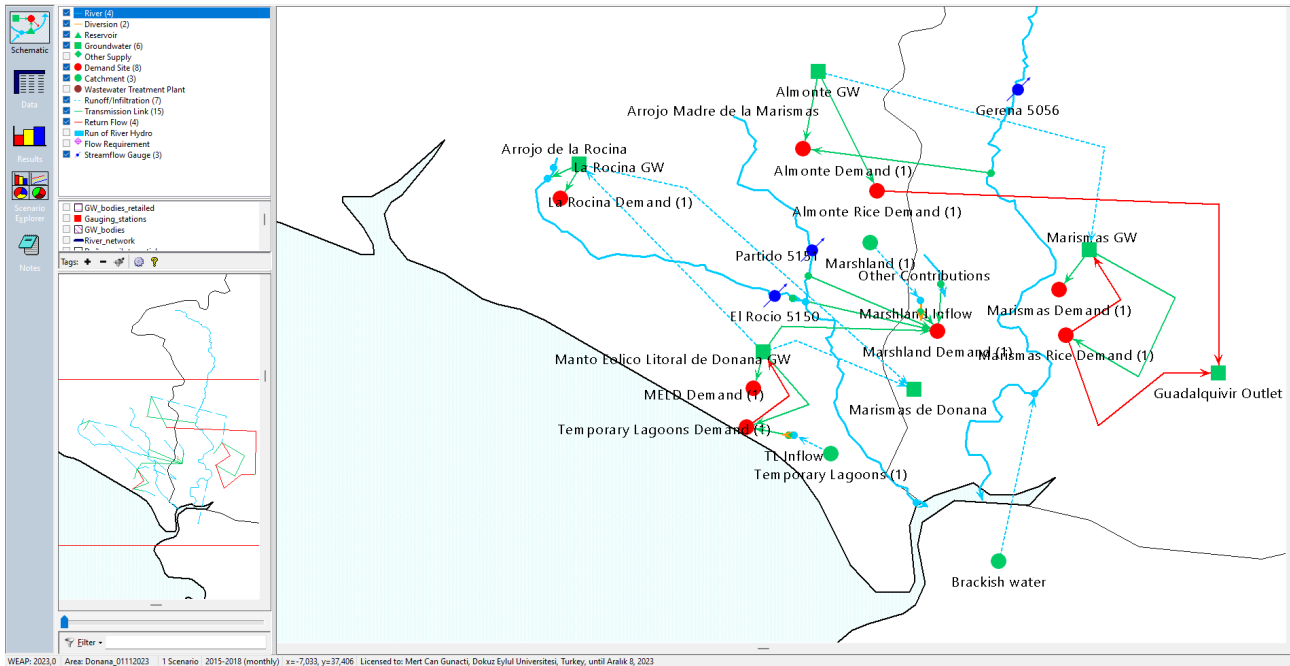 Schematic
Data
Results
Scenario
Explorer
Notes
River (4)
Diversion (2)
Reservoir
Groundwater (6)
Other Supply
Demand Site (8)
Catchment (3)
Wastewater Treatment Plant
Runoff/Infiltration (7)
Transmission Link (15)
Return Flow (4)
Run of River Hydro
Flow Requirement
Streamflow Gauge (3)
GW_bodies_retailed
Gauging_stations
GW_bodies
River_network
Tags:
Filter
Almonte GW
Arrojo Madre de la Marismas
Gerena 5056
Arrojo de la Rocina
La Rocina GW
Almonte Demand (1)
La Rocina Demand (1)
Almonte Rice Demand (1)
Marismas GW
Partido 5151
Marshland (1)
Other Contributions
El Rocio 5150
Marshland Inflow
Marismas Demand (1)
Marshland Demand (1)
Marismas Rice Demand (1)
Manto Eolico Litoral de Donana GW
MELD Demand (1)
Marismas de Donana
Guadalquivir Outlet
Temporary Lagoons Demand (1)
TL Inflow
Temporary Lagoons (1)
Brackish water
WEAP: 2023,0 Area: Donana_01112023 1 Scenario 2015-2018 (monthly) x=-7,033, y=37,406 Licensed to: Mert Can Gunacti, Dokuz Eylul Universitesi, Turkey, until Aralık 8, 2023